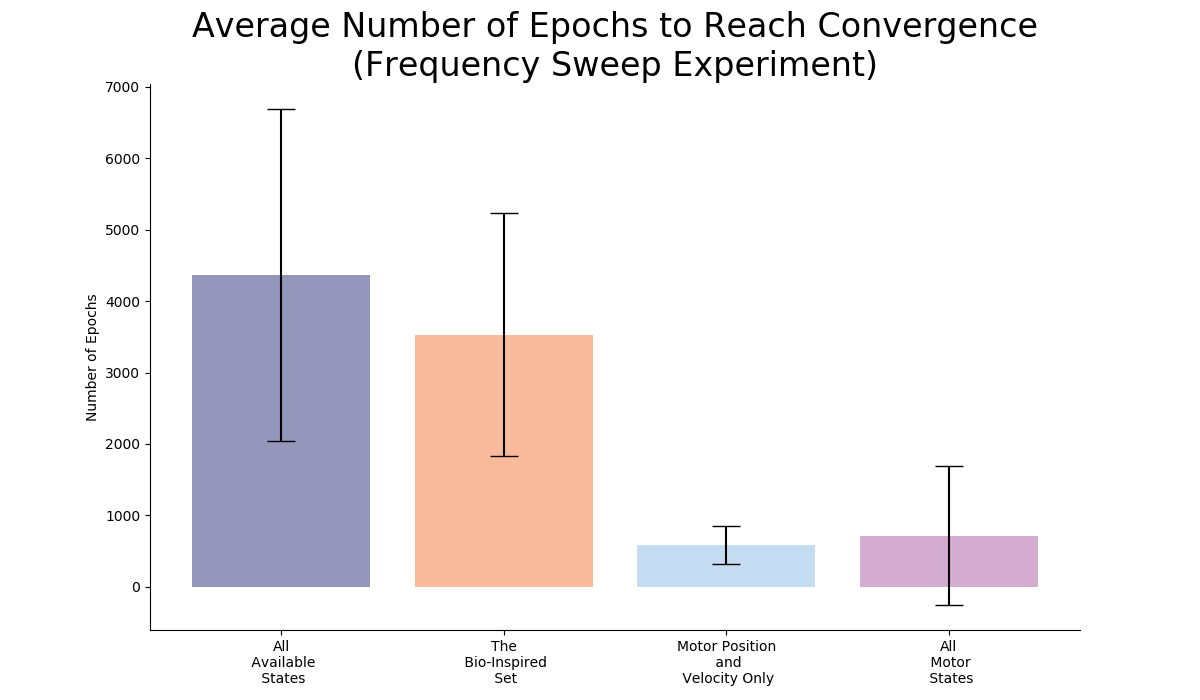 Average Number of Epochs to Reach Convergence
(Frequency Sweep Experiment)
7000
6000
5000
4000
3000
2000
1000
0
Number of Epochs
All
Available
States
The
Bio-Inspired
Set
Motor Position
and
Velocity Only
All
Motor
States